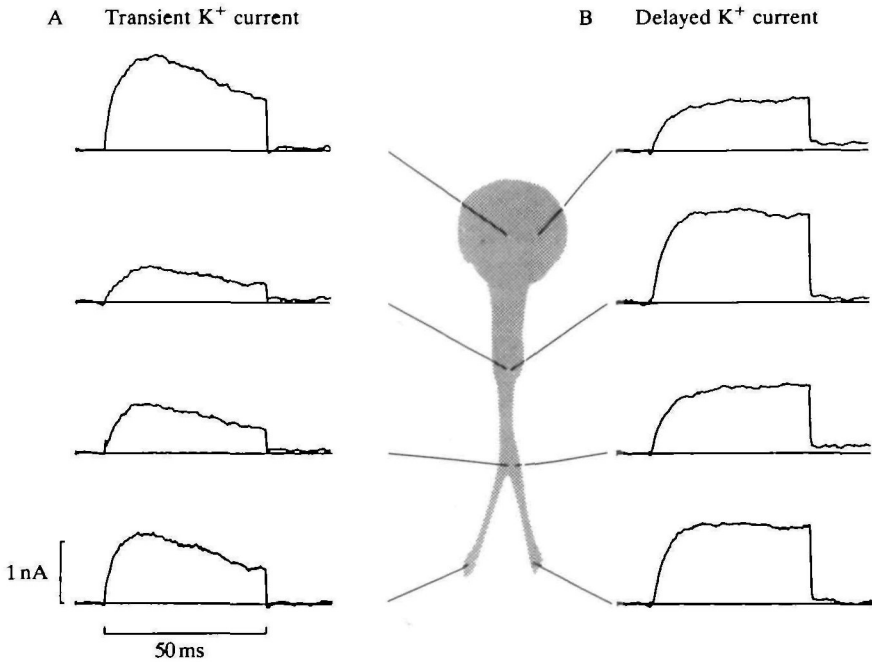 A Transient K⁺ current
B Delayed K⁺ current
1 nA
50 ms